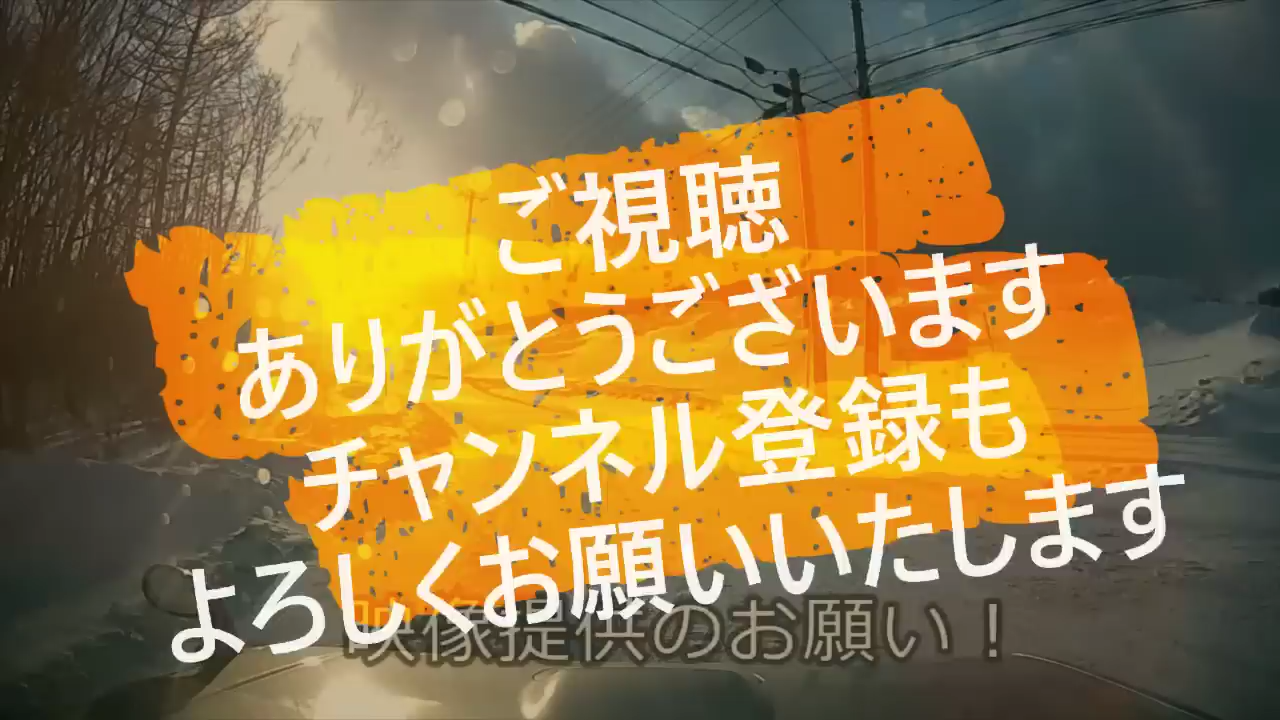 ご視聴
ありがとうございます
チャンネル登録も
よろしくお願いいたします
映像提供のお願い！